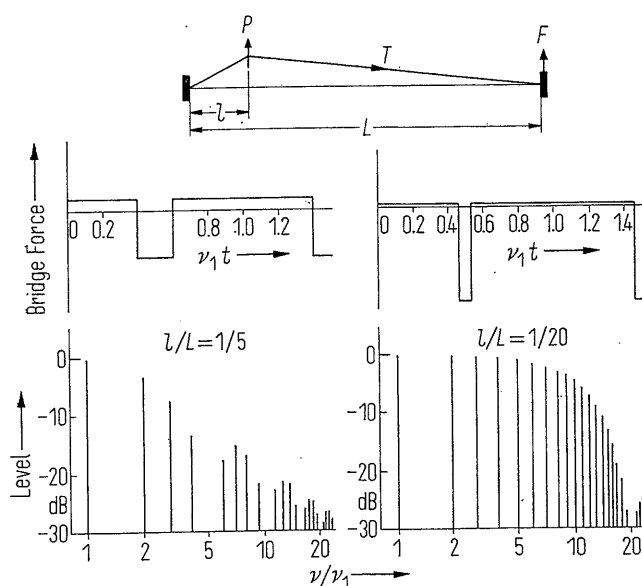 P
T
F
l
L
Bridge Force
0 0.2 0.8 1.0 1.2
ν₁t
0 0.2 0.4 0.6 0.8 1.0 1.2 1.4
ν₁t
l/L=1/5
l/L=1/20
Level
0
-10
-20
dB
-30
1 2 5 10 20
0
-10
-20
dB
-30
1 2 5 10 20
ν/ν₁